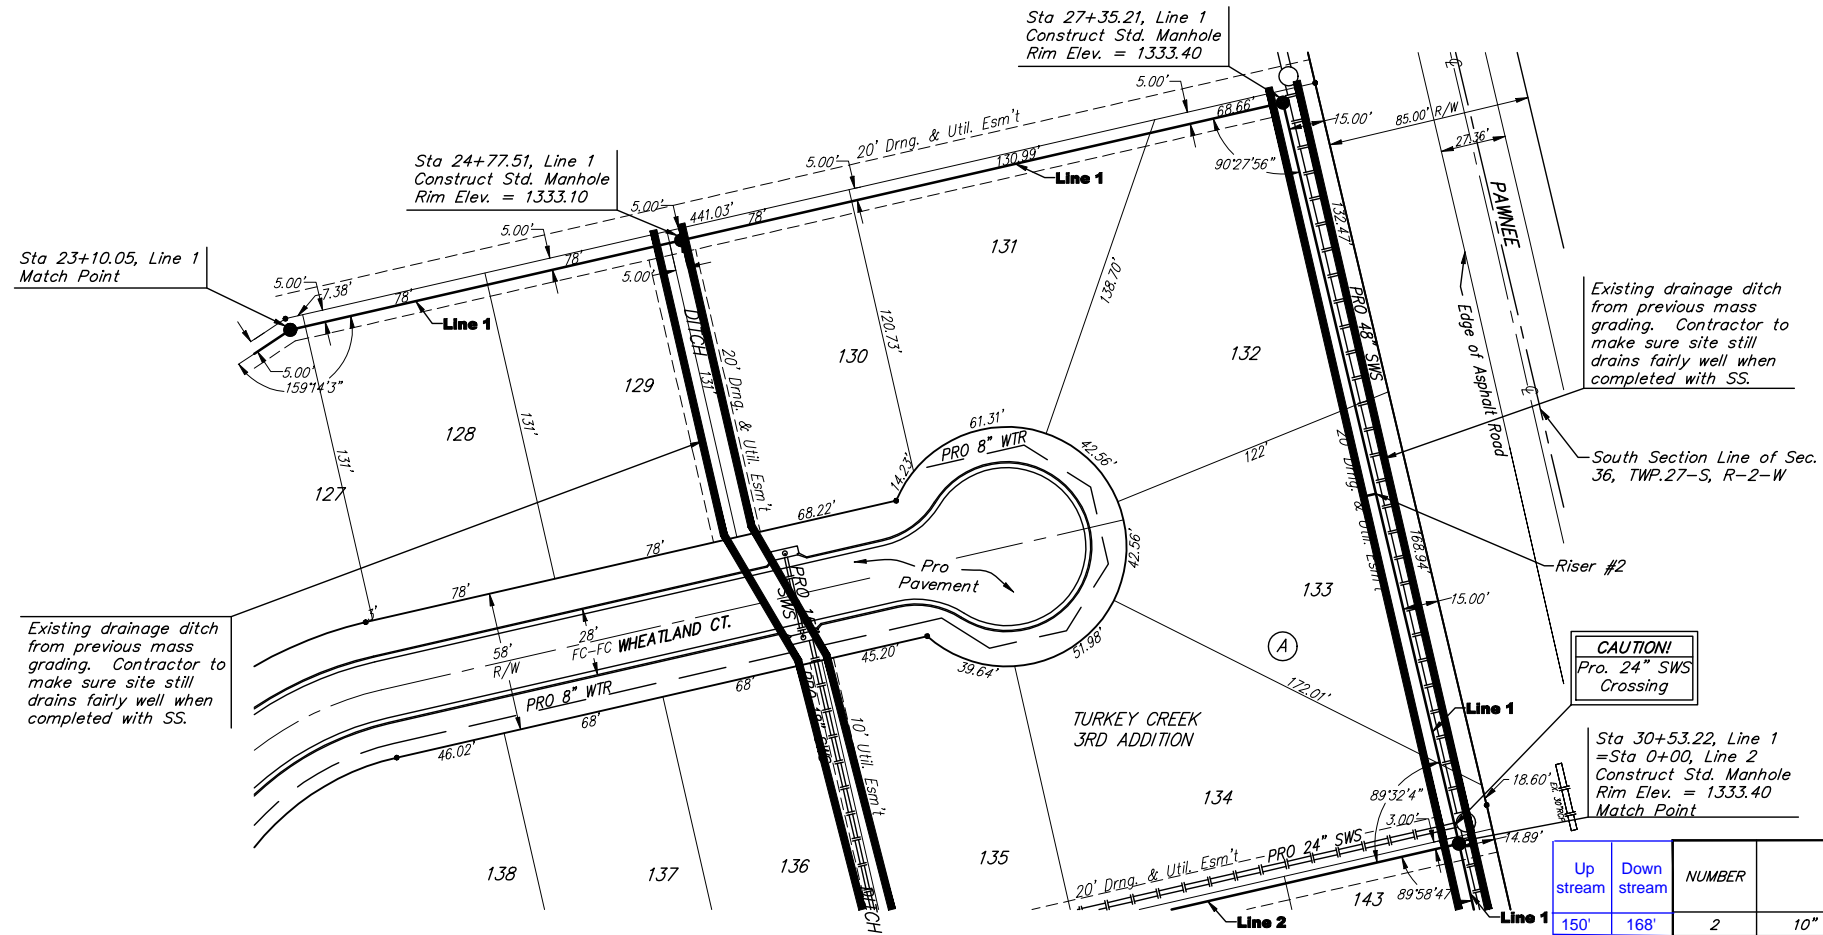 Sta 27+35.21, Line 1
Construct Std. Manhole
Rim Elev. = 1333.40
Sta 24+77.51, Line 1
Construct Std. Manhole
Rim Elev. = 1333.10
Sta 23+10.05, Line 1
Match Point
5.00'
68.66'
20' Drng. & Util. Esm't
5.00'
130.99'
Line 1
90°27'56"
15.00'
85.00' R/W
27.36'
PAWNEE
5.00'
441.03'
78'
5.00'
78'
5.00'
5.00'
7.38'
78'
Line 1
5.00'
159°14'3"
DITCH
131'
20' Drng. & Util. Esm't
131
130
120.73'
138.70'
132.47'
PRO 48" SWS
132
129
128
131'
131'
127
Existing drainage ditch
from previous mass
grading. Contractor to
make sure site still
drains fairly well when
completed with SS.
Edge of Asphalt Road
South Section Line of Sec.
36, TWP.27-S, R-2-W
61.31'
PRO 8" WTR
42.56'
14.23'
122'
68.22'
78'
78'
3'
42.56'
Pro
Pavement
20' Drng. & Util. Esm't
168.94'
Riser #2
133
15.00'
PRO 15"
SWS
28'
FC-FC
WHEATLAND CT.
58'
R/W
PRO 8" WTR
45.20'
39.64'
51.98'
68'
68'
46.02'
A
172.01'
Existing drainage ditch
from previous mass
grading. Contractor to
make sure site still
drains fairly well when
completed with SS.
CAUTION!
Pro. 24" SWS
Crossing
Line 1
TURKEY CREEK
3RD ADDITION
10' Util. Esm't
Sta 30+53.22, Line 1
=Sta 0+00, Line 2
Construct Std. Manhole
Rim Elev. = 1333.40
Match Point
18.60'
89°32'4"
134
3.00'
14.89'
PRO 24" SWS
20' Drng. & Util. Esm't
135
136
137
138
143
89°58'47"
DITCH
Line 2
Line 1
Up
stream
Down
stream
NUMBER
150'
168'
2
10"